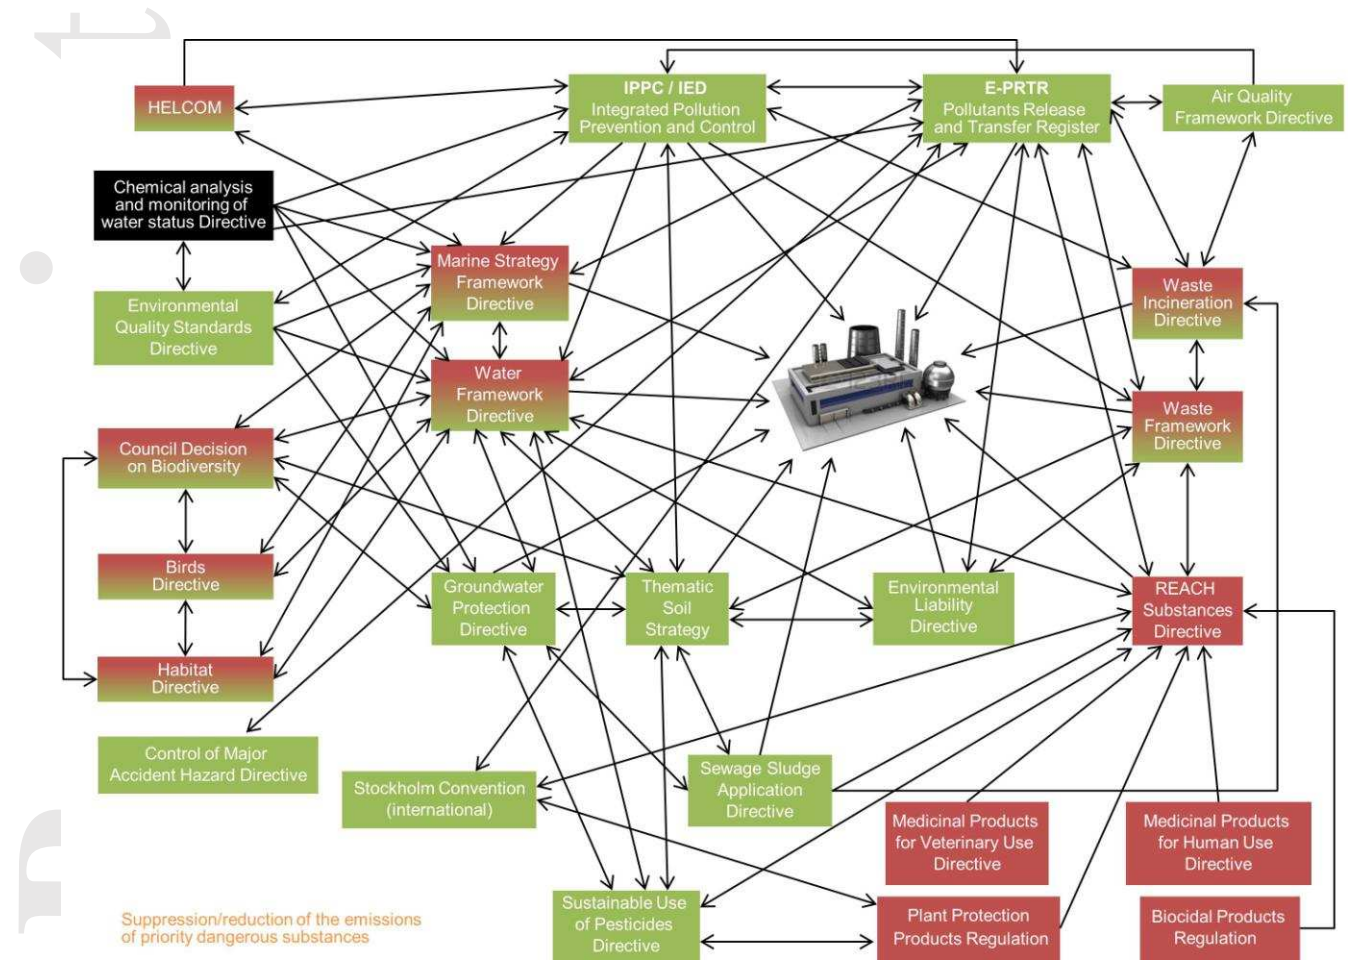 HELCOM
IPPC / IED
Integrated Pollution
Prevention and Control
E-PRTR
Pollutants Release
and Transfer Register
Air Quality
Framework Directive
Chemical analysis
and monitoring of
water status Directive
Marine Strategy
Framework
Directive
Waste
Incineration
Directive
Environmental
Quality Standards
Directive
Water
Framework
Directive
Waste
Framework
Directive
Council Decision
on Biodiversity
Birds
Directive
Groundwater
Protection
Directive
Thematic
Soil
Strategy
Environmental
Liability
Directive
REACH
Substances
Directive
Habitat
Directive
Control of Major
Accident Hazard Directive
Stockholm Convention
(international)
Sewage Sludge
Application
Directive
Medicinal Products
for Veterinary Use
Directive
Medicinal Products
for Human Use
Directive
Sustainable Use
of Pesticides
Directive
Plant Protection
Products Regulation
Biocidal Products
Regulation
Suppression/reduction of the emissions
of priority dangerous substances